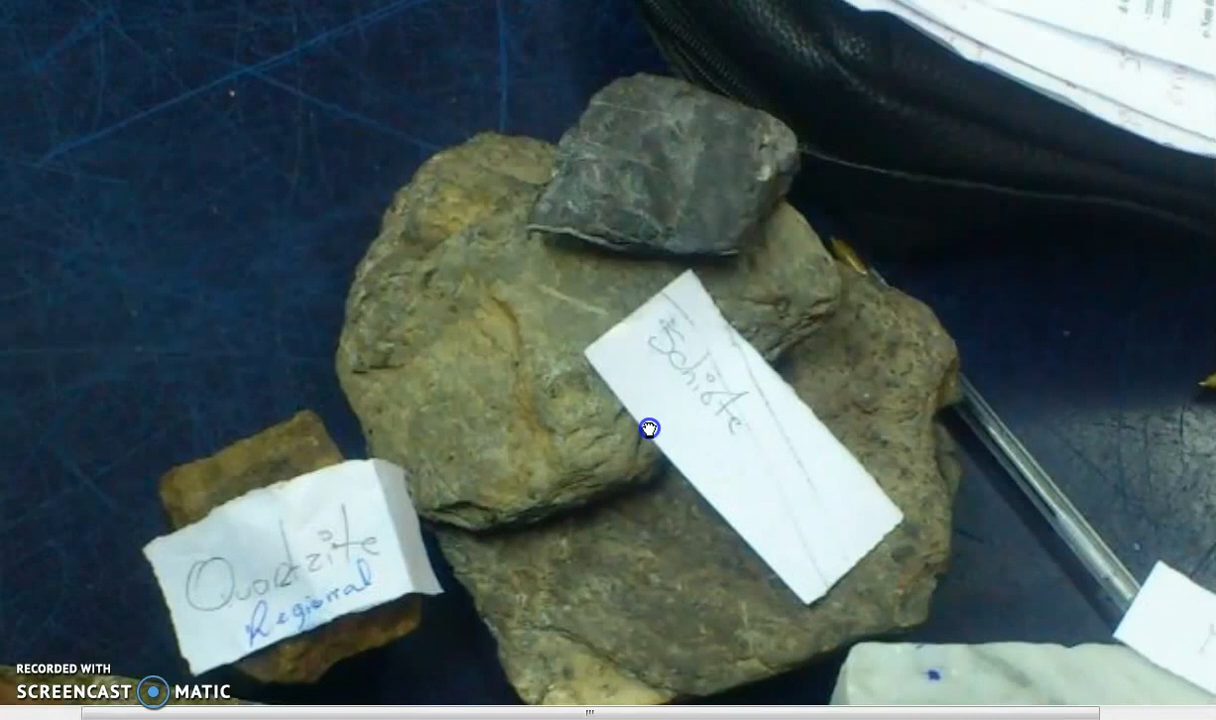 Schiste
Quartzite
Regional
RECORDED WITH
SCREENCAST MATIC